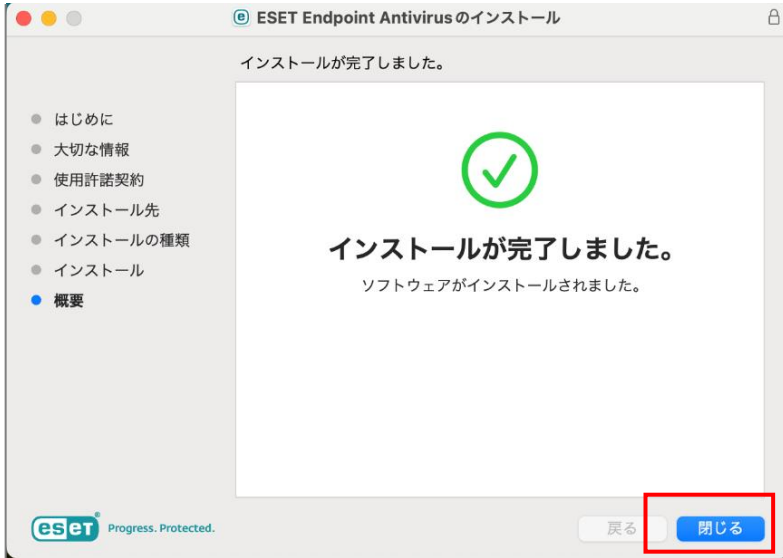 ESET Endpoint Antivirusのインストール
インストールが完了しました。
はじめに
大切な情報
使用許諾契約
インストール先
インストールの種類
インストール
概要
インストールが完了しました。
ソフトウェアがインストールされました。
eset Progress. Protected.
戻る
閉じる